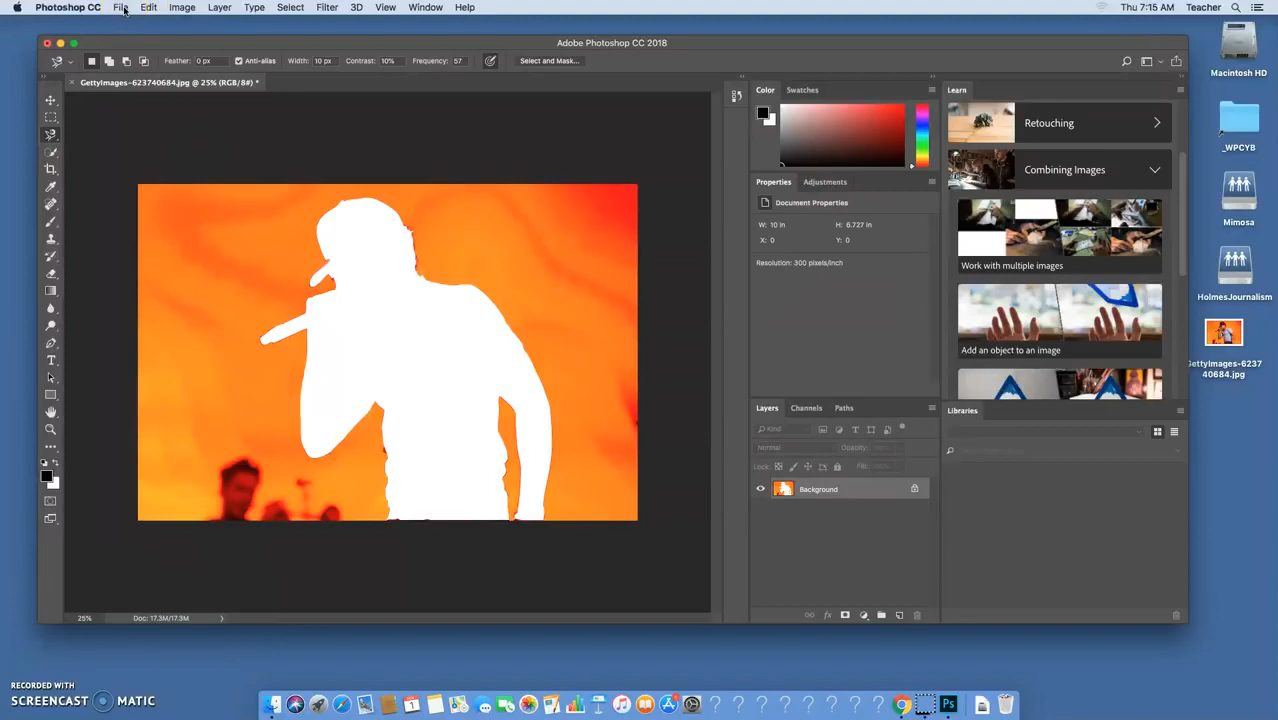 Photoshop CC File Edit Image Layer Type Select Filter 3D View Window Help Thu 7:15 AM Teacher
Adobe Photoshop CC 2018
Feather: 0 px Anti-alias Width: 10 px Contrast: 10% Frequency: 57 Select and Mask...
GettyImages-623740684.jpg @ 25% (RGB/8#) *
Color Swatches
Learn
Retouching
Combining Images
Work with multiple images
Add an object to an image
Properties Adjustments
Document Properties
W: 10 in H: 6.727 in
X: 0 Y: 0
Resolution: 300 pixels/inch
Layers Channels Paths
Kind
Normal Opacity:
Lock: Fill:
Background
Libraries
25% Doc: 17.3M/17.3M
Macintosh HD
_WPCYB
Mimosa
HolmesJournalism
GettyImages-6237
40684.jpg
RECORDED WITH
SCREENCAST MATIC
Ps